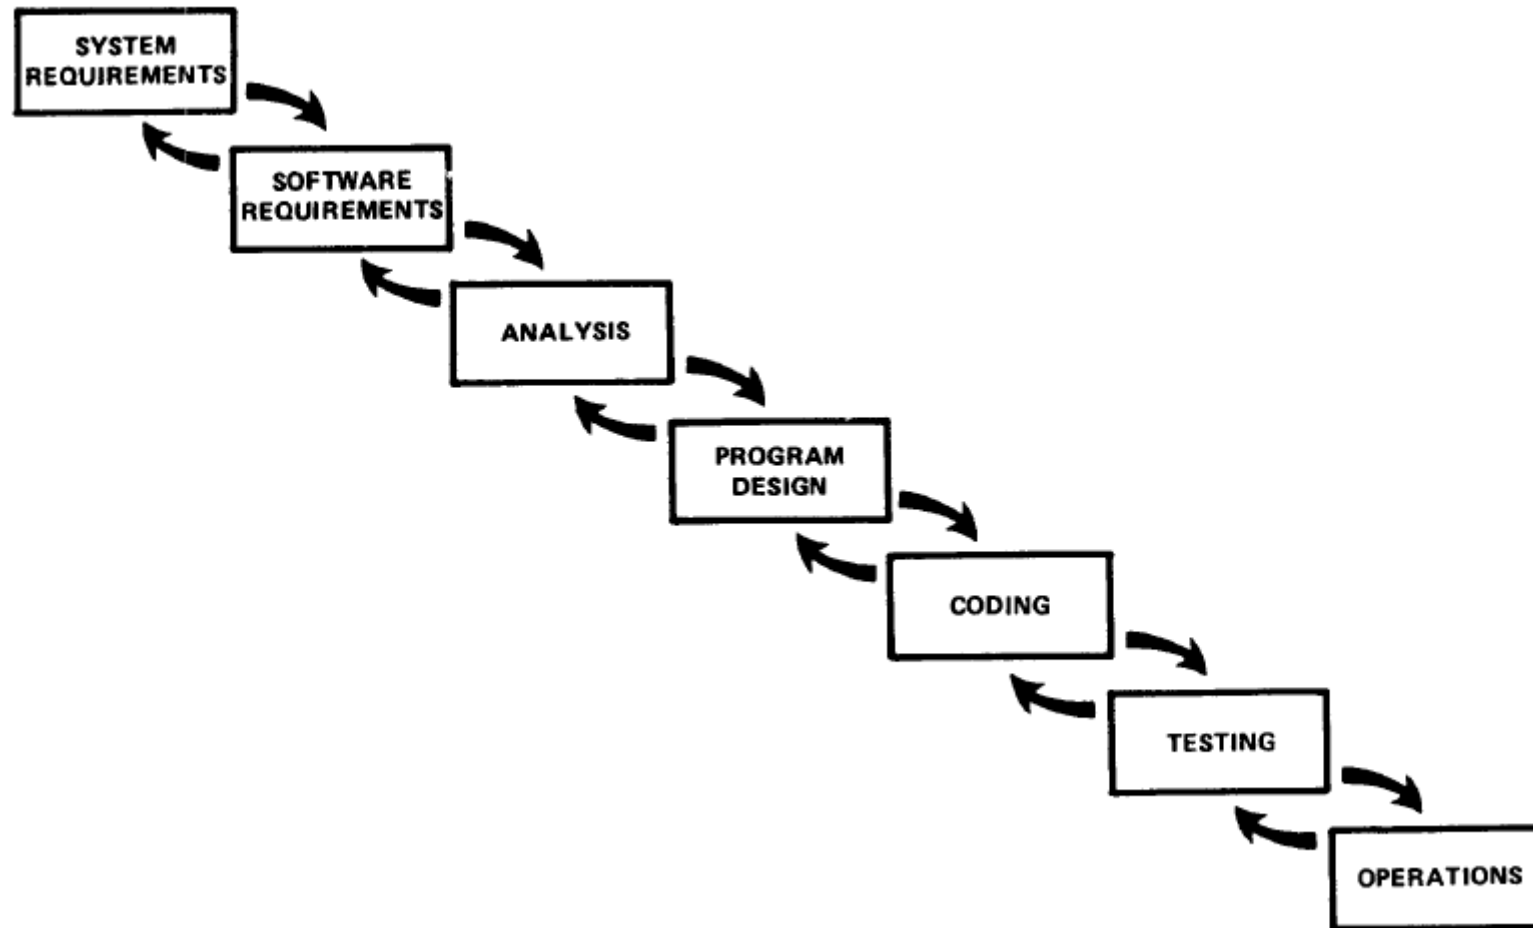 SYSTEM
REQUIREMENTS
SOFTWARE
REQUIREMENTS
ANALYSIS
PROGRAM
DESIGN
CODING
TESTING
OPERATIONS